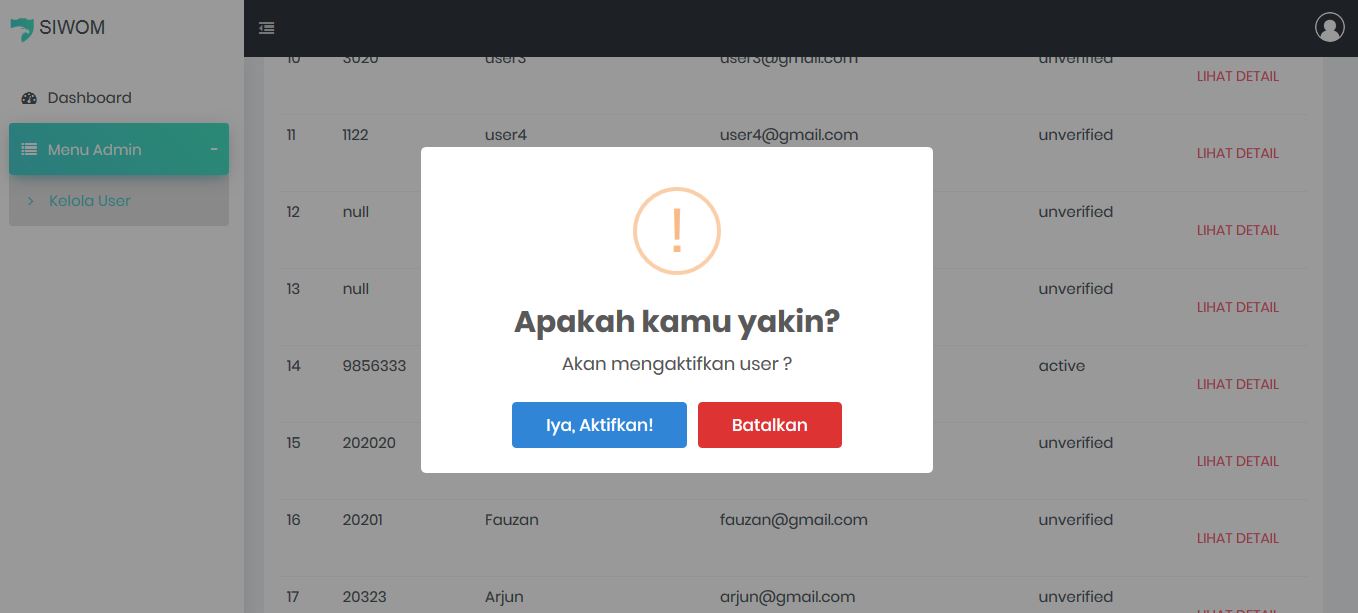 SIWOM
Dashboard
Menu Admin -
Kelola User
10 3020 user3 user3@gmail.com unverified
LIHAT DETAIL
11 1122 user4 user4@gmail.com unverified
LIHAT DETAIL
12 null unverified
LIHAT DETAIL
13 null unverified
LIHAT DETAIL
14 9856333 active
LIHAT DETAIL
15 202020 unverified
LIHAT DETAIL
16 20201 Fauzan fauzan@gmail.com unverified
LIHAT DETAIL
17 20323 Arjun arjun@gmail.com unverified
LIHAT DETAIL
!
Apakah kamu yakin?
Akan mengaktifkan user ?
Iya, Aktifkan! Batalkan